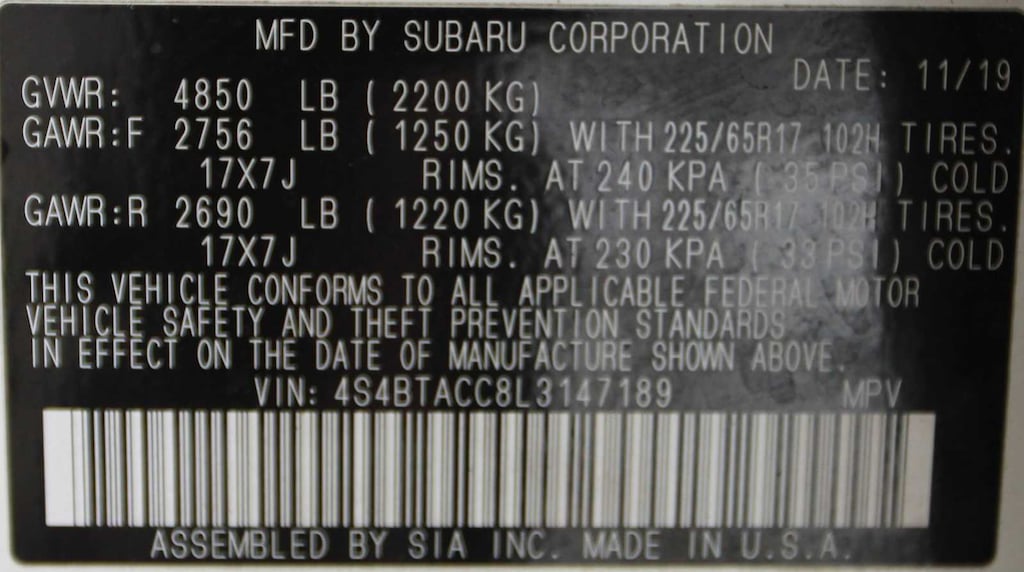 MFD BY SUBARU CORPORATION
DATE: 11/19
GVWR: 4850 LB ( 2200 KG)
GAWR:F 2756 LB ( 1250 KG) WITH 225/65R17 102H TIRES.
17X7J RIMS. AT 240 KPA ( 35 PSI) COLD
GAWR:R 2690 LB ( 1220 KG) WITH 225/65R17 102H TIRES.
17X7J RIMS. AT 230 KPA ( 33 PSI) COLD
THIS VEHICLE CONFORMS TO ALL APPLICABLE FEDERAL MOTOR
VEHICLE SAFETY AND THEFT PREVENTION STANDARDS
IN EFFECT ON THE DATE OF MANUFACTURE SHOWN ABOVE.
VIN: 4S4BTACC8L3147189 MPV
ASSEMBLED BY SIA INC. MADE IN U.S.A.